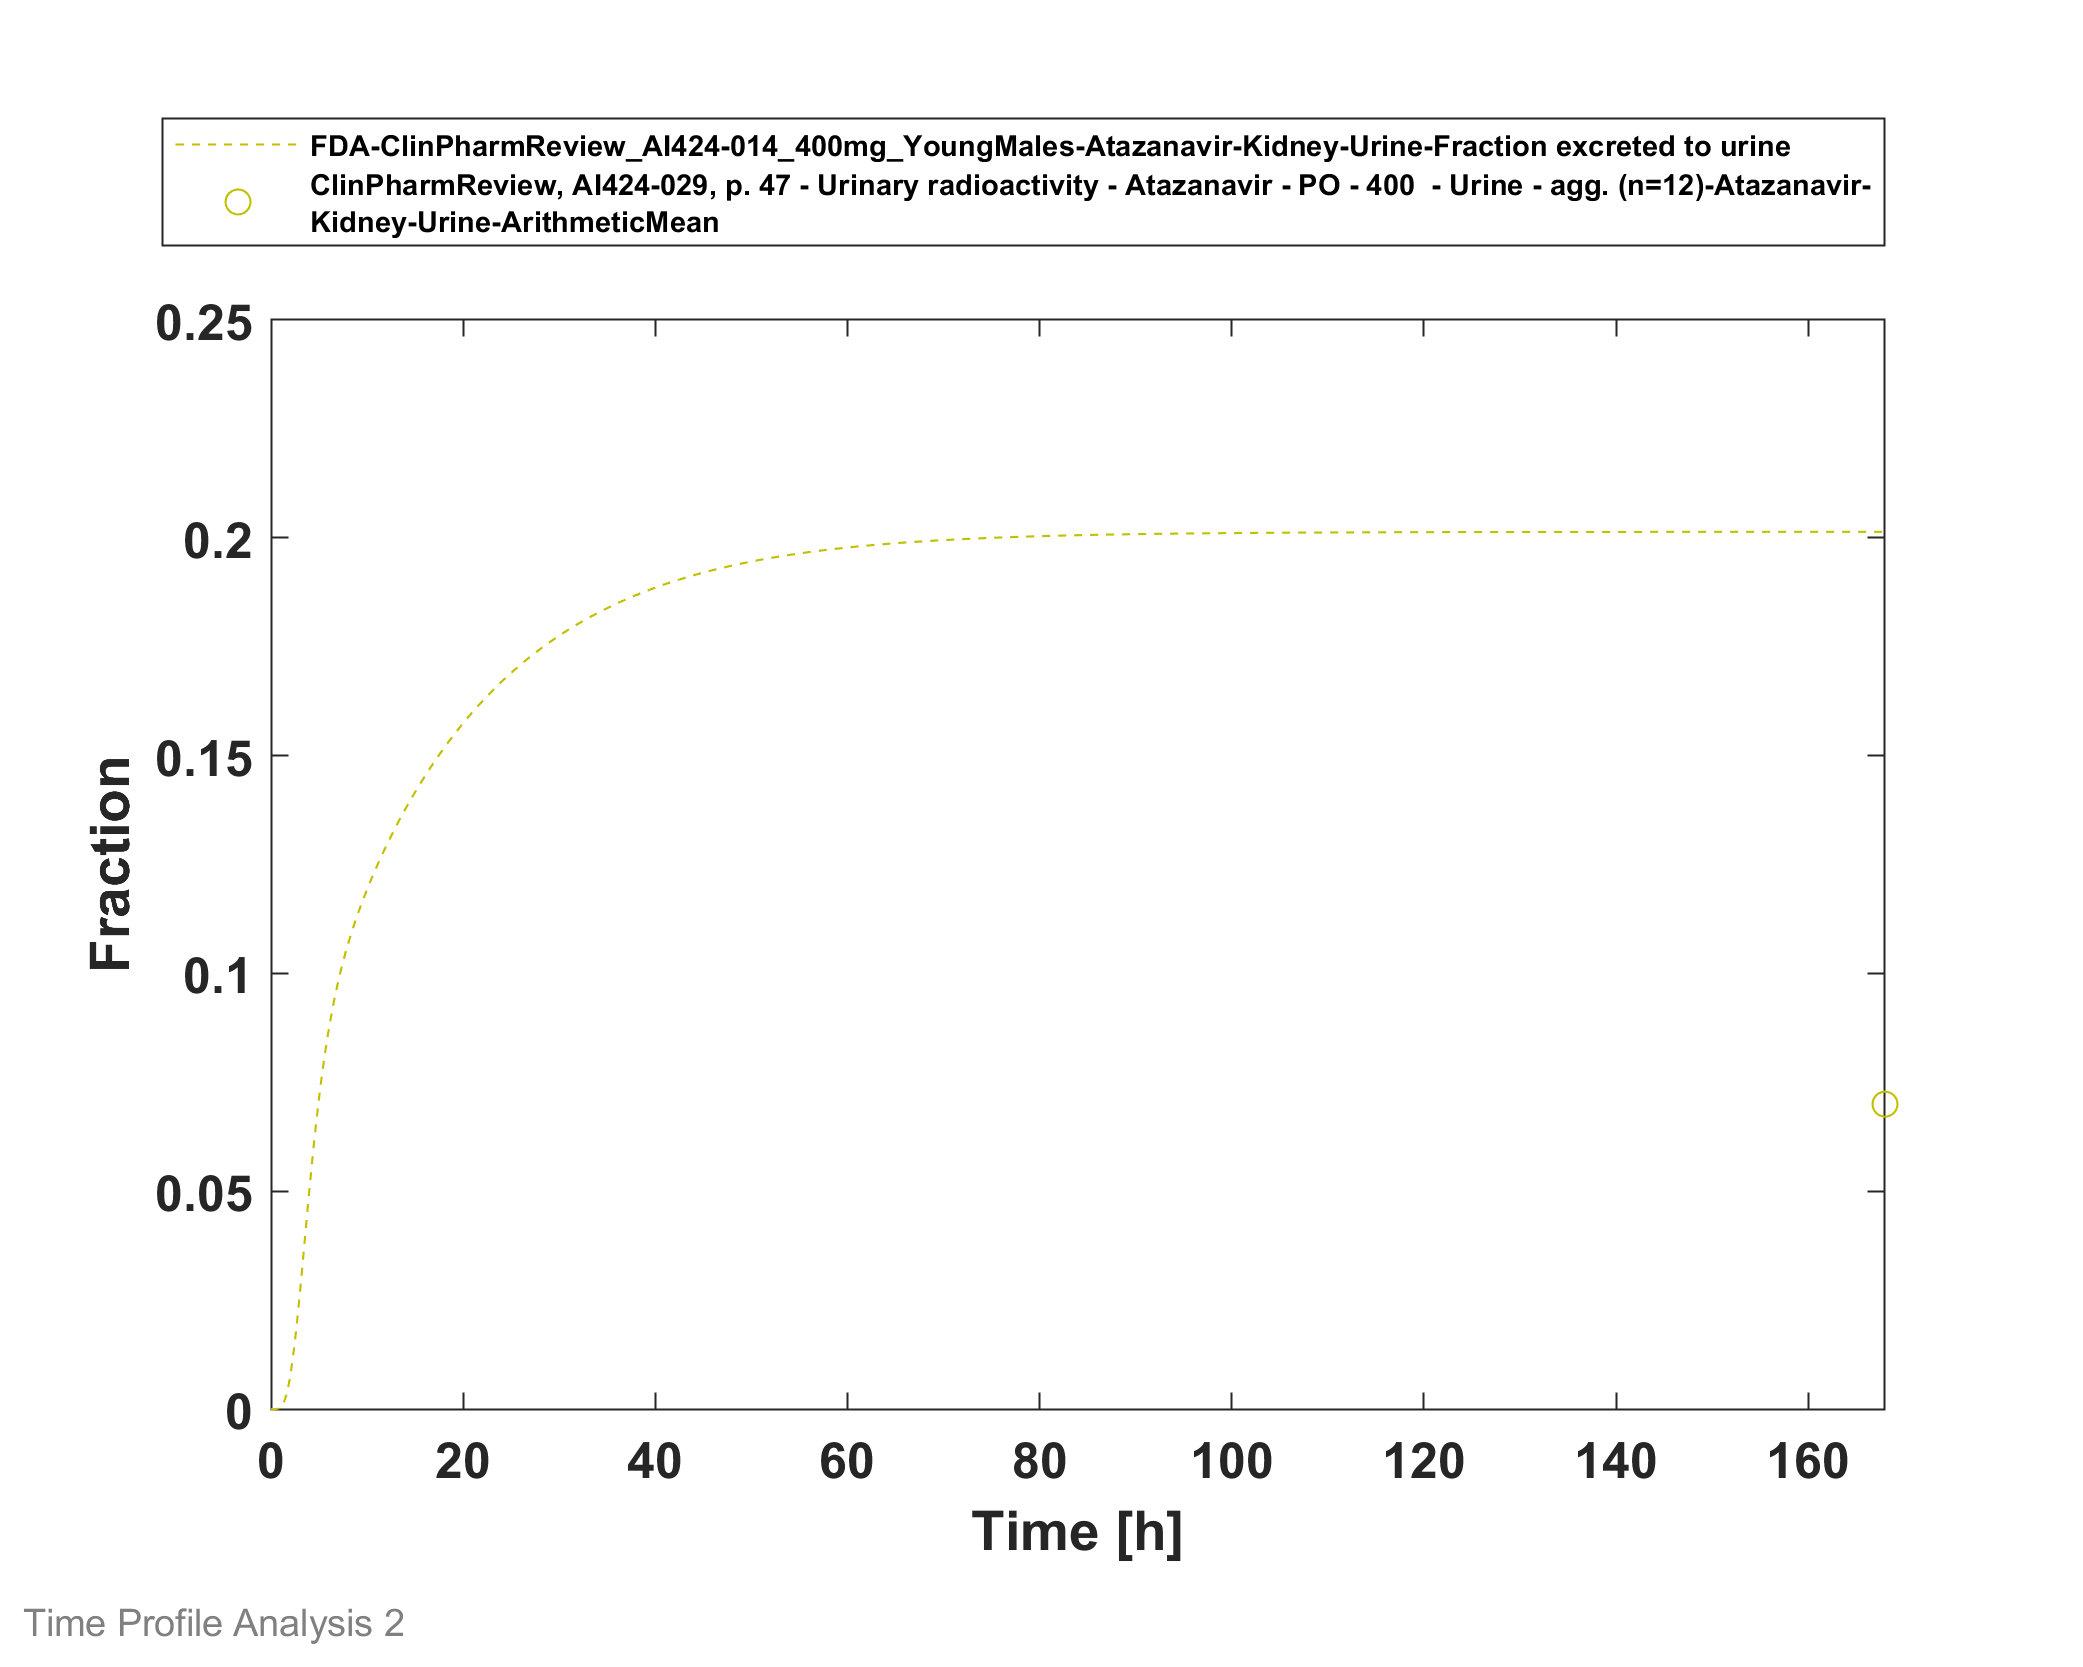 FDA-ClinPharmReview_AI424-014_400mg_YoungMales-Atazanavir-Kidney-Urine-Fraction excreted to urine
ClinPharmReview, AI424-029, p. 47 - Urinary radioactivity - Atazanavir - PO - 400  - Urine - agg. (n=12)-Atazanavir-
Kidney-Urine-ArithmeticMean
0.25
0.2
0.15
0.1
0.05
0
Fraction
0 20 40 60 80 100 120 140 160
Time [h]
Time Profile Analysis 2